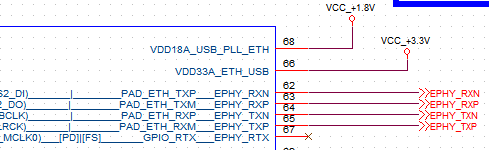 VCC_+1.8V
VCC_+3.3V
VDD18A_USB_PLL_ETH 68
VDD33A_ETH_USB 66
S2_DI) PAD_ETH_TXP EPHY_RXN 62 EPHY_RXN
2_DO) PAD_ETH_TXM EPHY_RXP 63 EPHY_RXP
BCLK) PAD_ETH_RXP EPHY_TXN 64 EPHY_TXN
LRCK) PAD_ETH_RXM EPHY_TXP 65 EPHY_TXP
MCLK0) [PD]|[FS] GPIO_RTX EPHY_RTX 67